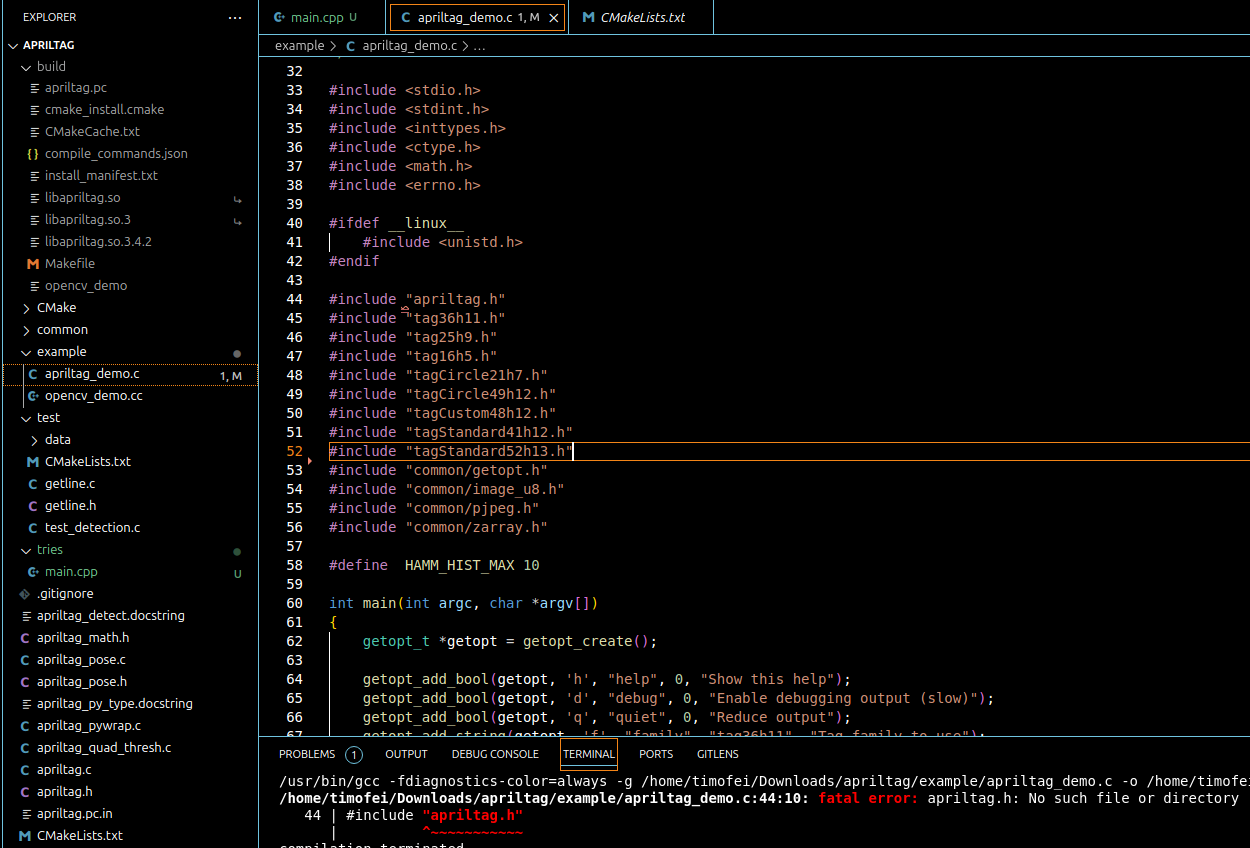 EXPLORER
...
APRILTAG
build
apriltag.pc
cmake_install.cmake
CMakeCache.txt
{} compile_commands.json
install_manifest.txt
libapriltag.so
libapriltag.so.3
libapriltag.so.3.4.2
M Makefile
opencv_demo
CMake
common
example
C apriltag_demo.c 1, M
C+ opencv_demo.cc
test
data
M CMakeLists.txt
C getline.c
C getline.h
C test_detection.c
tries
C+ main.cpp U
.gitignore
apriltag_detect.docstring
C apriltag_math.h
C apriltag_pose.c
C apriltag_pose.h
apriltag_py_type.docstring
C apriltag_pywrap.c
C apriltag_quad_thresh.c
C apriltag.c
C apriltag.h
apriltag.pc.in
M CMakeLists.txt
C+ main.cpp U
C apriltag_demo.c 1, M ×
M CMakeLists.txt
example > C apriltag_demo.c > ...
32
33 #include <stdio.h>
34 #include <stdint.h>
35 #include <inttypes.h>
36 #include <ctype.h>
37 #include <math.h>
38 #include <errno.h>
39
40 #ifdef __linux__
41     #include <unistd.h>
42 #endif
43
44 #include "apriltag.h"
45 #include "tag36h11.h"
46 #include "tag25h9.h"
47 #include "tag16h5.h"
48 #include "tagCircle21h7.h"
49 #include "tagCircle49h12.h"
50 #include "tagCustom48h12.h"
51 #include "tagStandard41h12.h"
52 #include "tagStandard52h13.h"
53 #include "common/getopt.h"
54 #include "common/image_u8.h"
55 #include "common/pjpeg.h"
56 #include "common/zarray.h"
57
58 #define  HAMM_HIST_MAX 10
59
60 int main(int argc, char *argv[])
61 {
62     getopt_t *getopt = getopt_create();
63
64     getopt_add_bool(getopt, 'h', "help", 0, "Show this help");
65     getopt_add_bool(getopt, 'd', "debug", 0, "Enable debugging output (slow)");
66     getopt_add_bool(getopt, 'q', "quiet", 0, "Reduce output");
67     getopt_add_string(getopt, 'f', "family", "tag36h11", "Tag family to use");
PROBLEMS 1 OUTPUT DEBUG CONSOLE TERMINAL PORTS GITLENS
/usr/bin/gcc -fdiagnostics-color=always -g /home/timofei/Downloads/apriltag/example/apriltag_demo.c -o /home/timofei
/home/timofei/Downloads/apriltag/example/apriltag_demo.c:44:10: fatal error: apriltag.h: No such file or directory
44 | #include "apriltag.h"
| ^~~~~~~~~~~~
compilation terminated